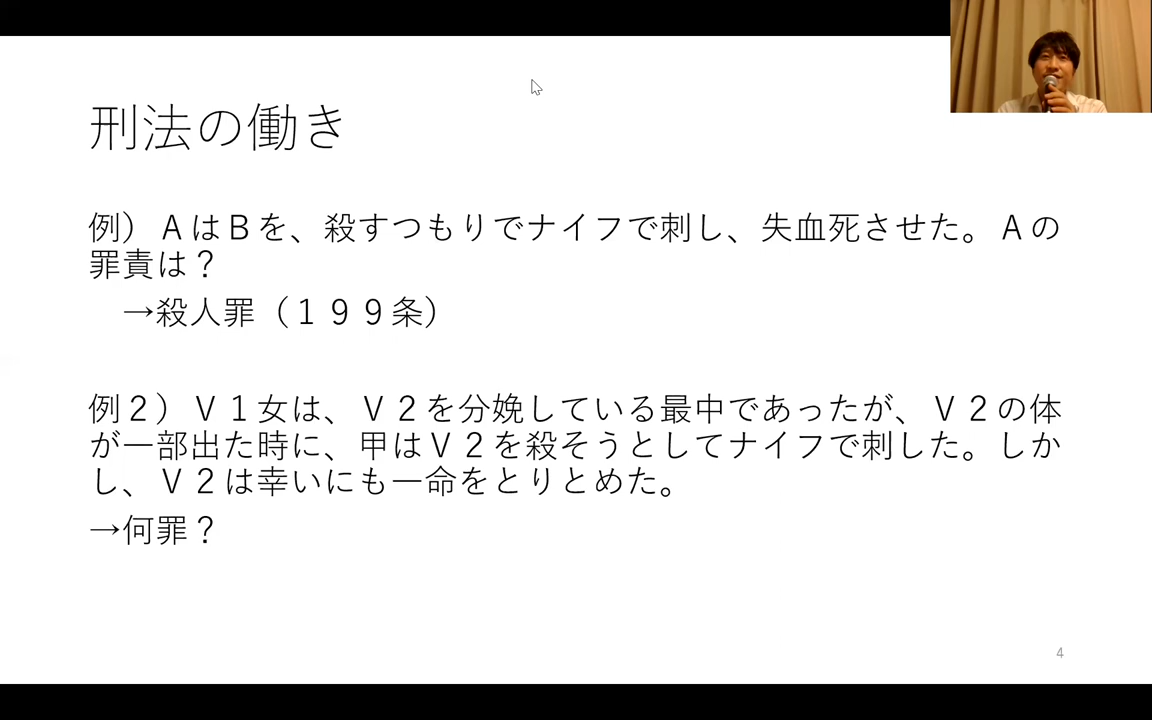 刑法の働き
例）ＡはＢを、殺すつもりでナイフで刺し、失血死させた。Ａの
罪責は？
→殺人罪（１９９条）
例２）Ｖ１女は、Ｖ２を分娩している最中であったが、Ｖ２の体
が一部出た時に、甲はＶ２を殺そうとしてナイフで刺した。しか
し、Ｖ２は幸いにも一命をとりとめた。
→何罪？
4